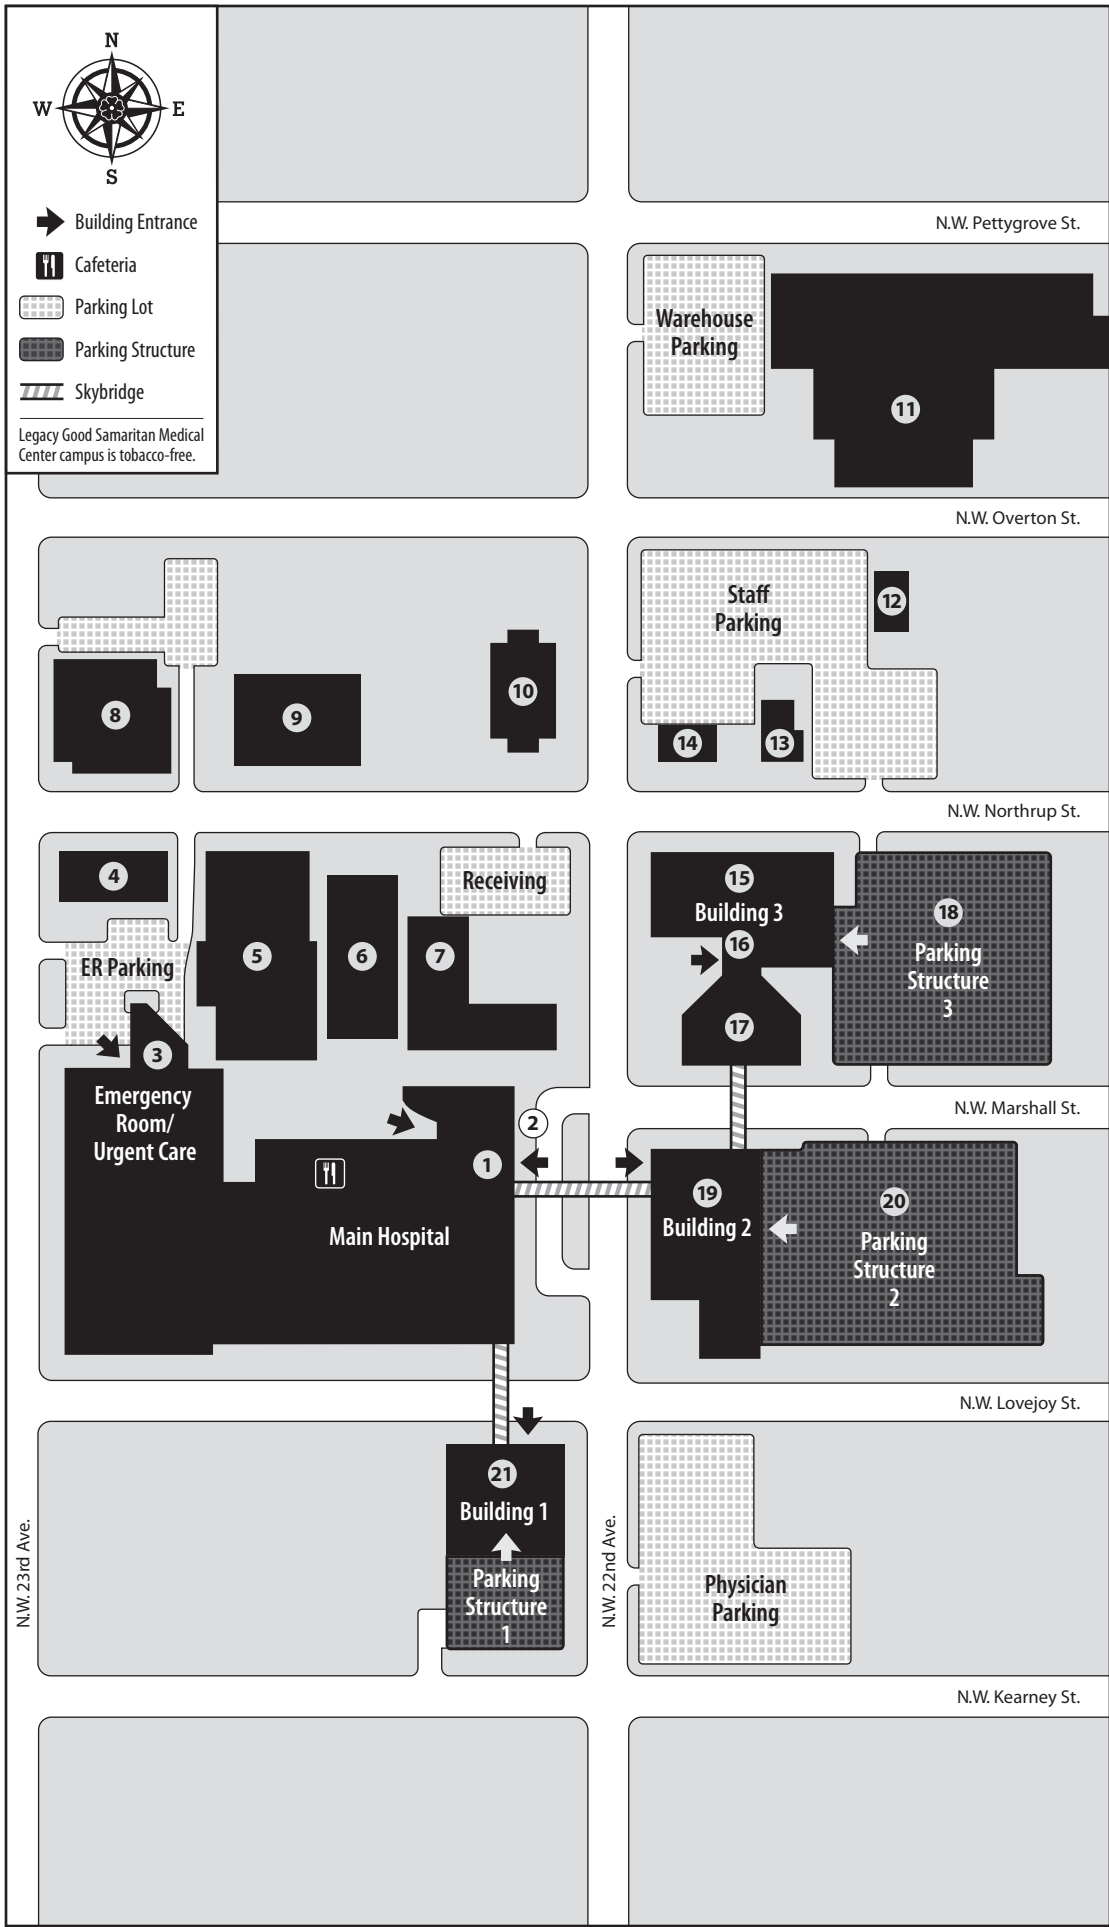 N
W
E
S
Building Entrance
Cafeteria
Parking Lot
Parking Structure
Skybridge
Legacy Good Samaritan Medical
Center campus is tobacco-free.
N.W. Pettygrove St.
Warehouse
Parking
11
N.W. Overton St.
Staff
Parking
12
8
9
10
14
13
N.W. Northrup St.
4
5
6
7
Receiving
ER Parking
3
Emergency
Room/
Urgent Care
15
Building 3
16
17
18
Parking
Structure
3
N.W. Marshall St.
2
1
Main Hospital
19
Building 2
20
Parking
Structure
2
N.W. Lovejoy St.
21
Building 1
Parking
Structure
1
N.W. 23rd Ave.
N.W. 22nd Ave.
Physician
Parking
N.W. Kearney St.